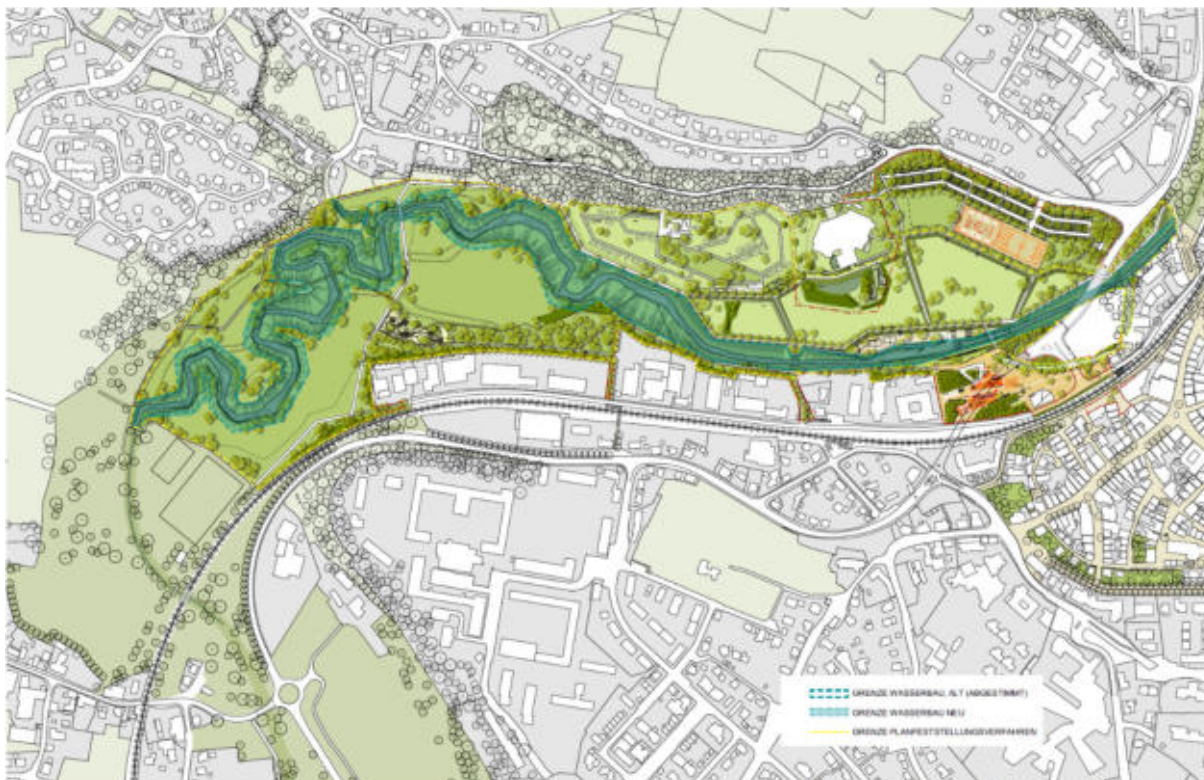 GRENZE WASSERBAU, ALT (ABGESTIMMT)
GRENZE WASSERBAU NEU
GRENZE PLANFESTSTELLUNGSVERFAHREN